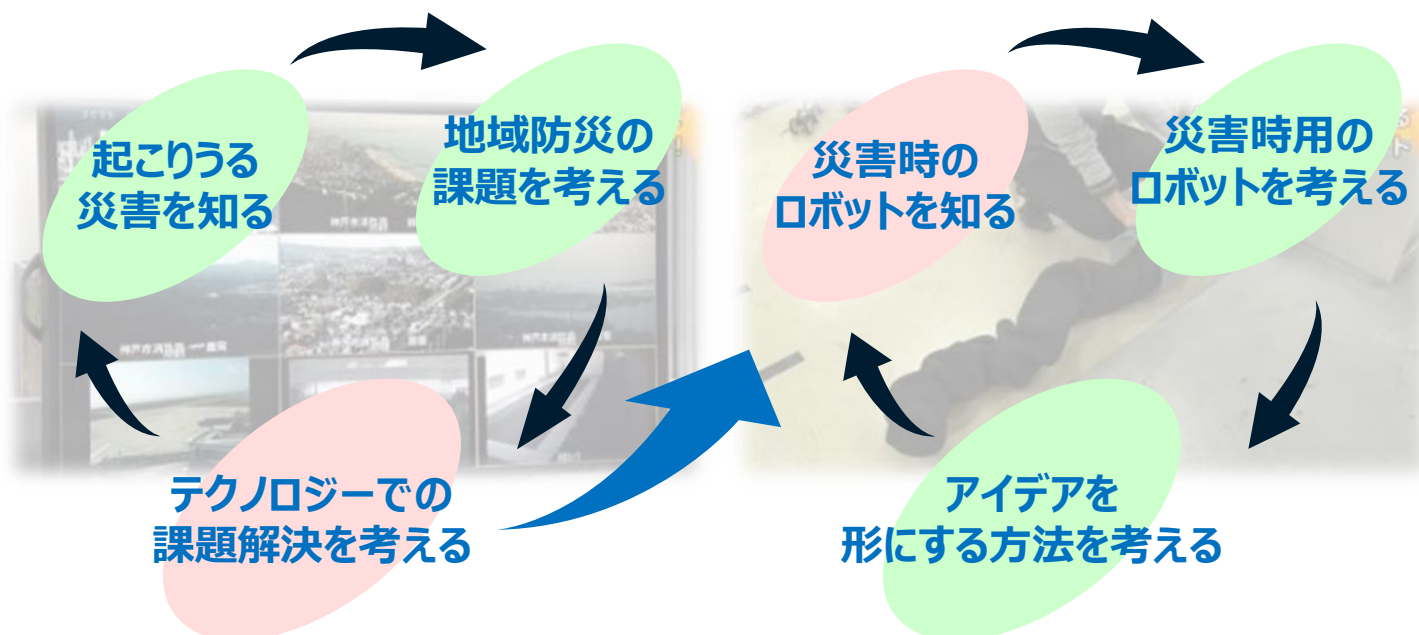 起こりうる
災害を知る
地域防災の
課題を考える
テクノロジーでの
課題解決を考える
災害時の
ロボットを知る
災害時用の
ロボットを考える
アイデアを
形にする方法を考える